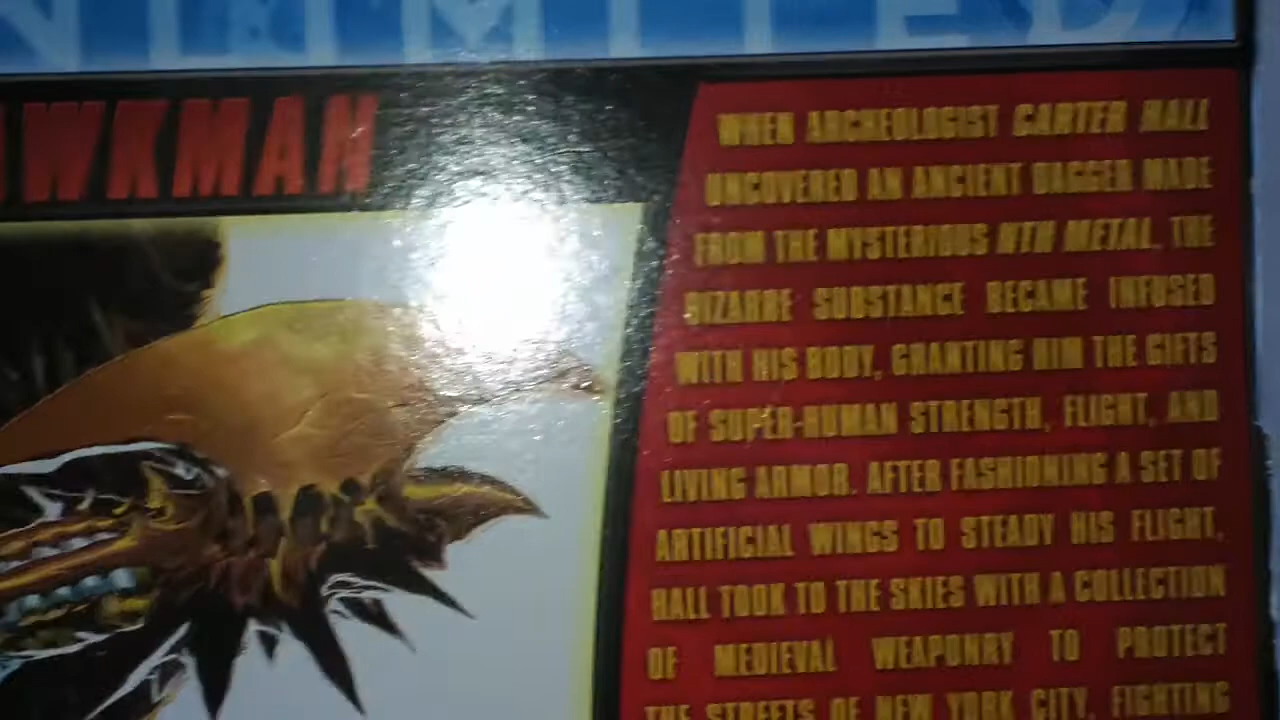 NLIMITED
WKMAN
WHEN ARCHEOLOGIST CARTER HALL
UNCOVERED AN ANCIENT DAGGER MADE
FROM THE MYSTERIOUS NTH METAL, THE
BIZARRE SUBSTANCE BECAME INFUSED
WITH HIS BODY, GRANTING HIM THE GIFTS
OF SUPER-HUMAN STRENGTH, FLIGHT, AND
LIVING ARMOR. AFTER FASHIONING A SET OF
ARTIFICIAL WINGS TO STEADY HIS FLIGHT,
HALL TOOK TO THE SKIES WITH A COLLECTION
OF MEDIEVAL WEAPONRY TO PROTECT
THE STREETS OF NEW YORK CITY, FIGHTING